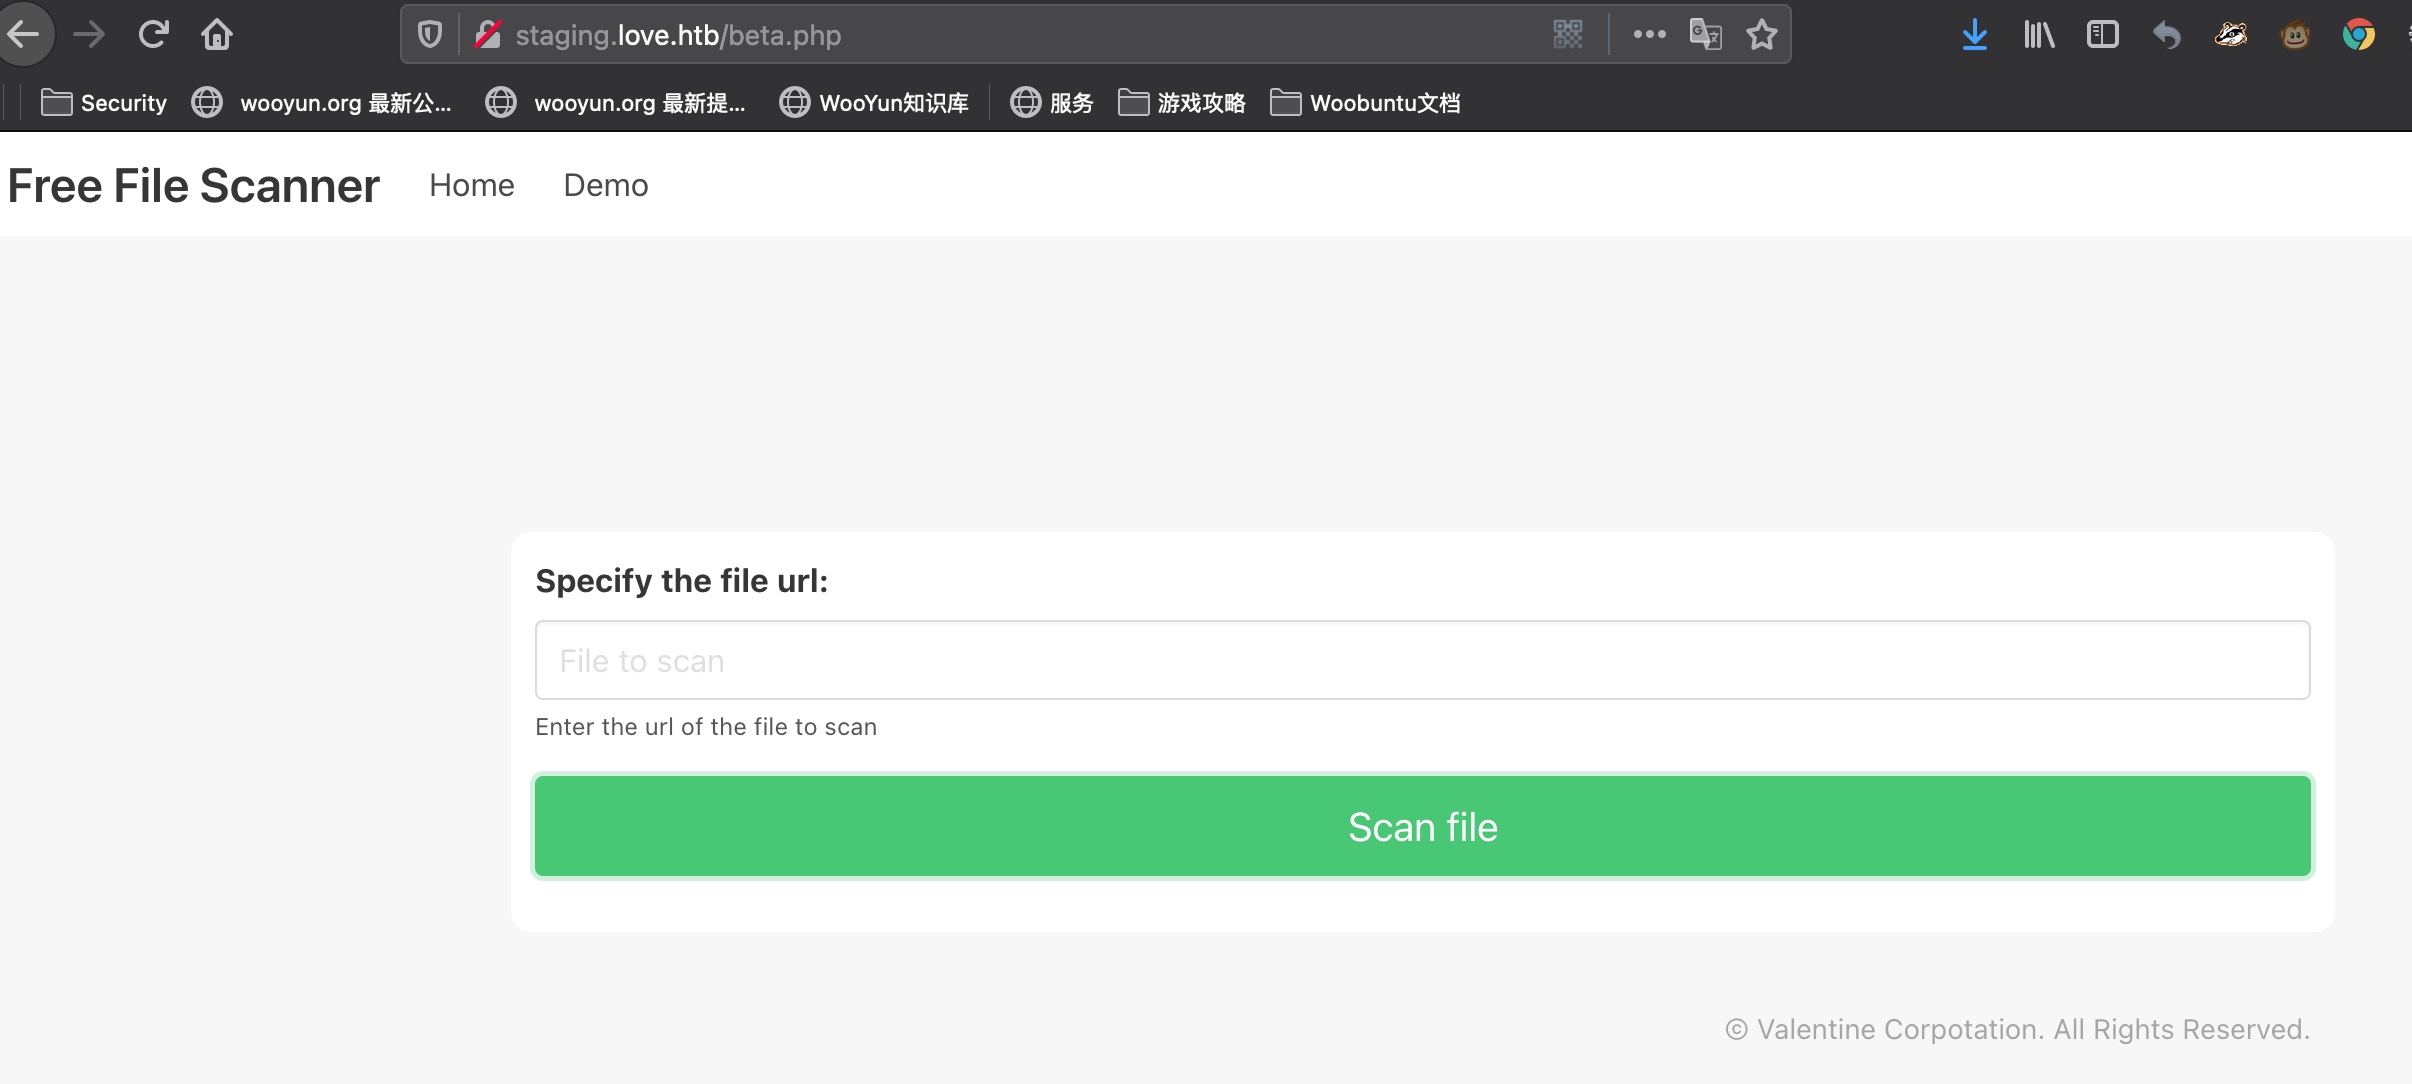 staging.love.htb/beta.php
Security wooyun.org 最新公... wooyun.org 最新提... WooYun知识库 服务 游戏攻略 Woobuntu文档
Free File Scanner Home Demo
Specify the file url:
File to scan
Enter the url of the file to scan
Scan file
© Valentine Corpotation. All Rights Reserved.